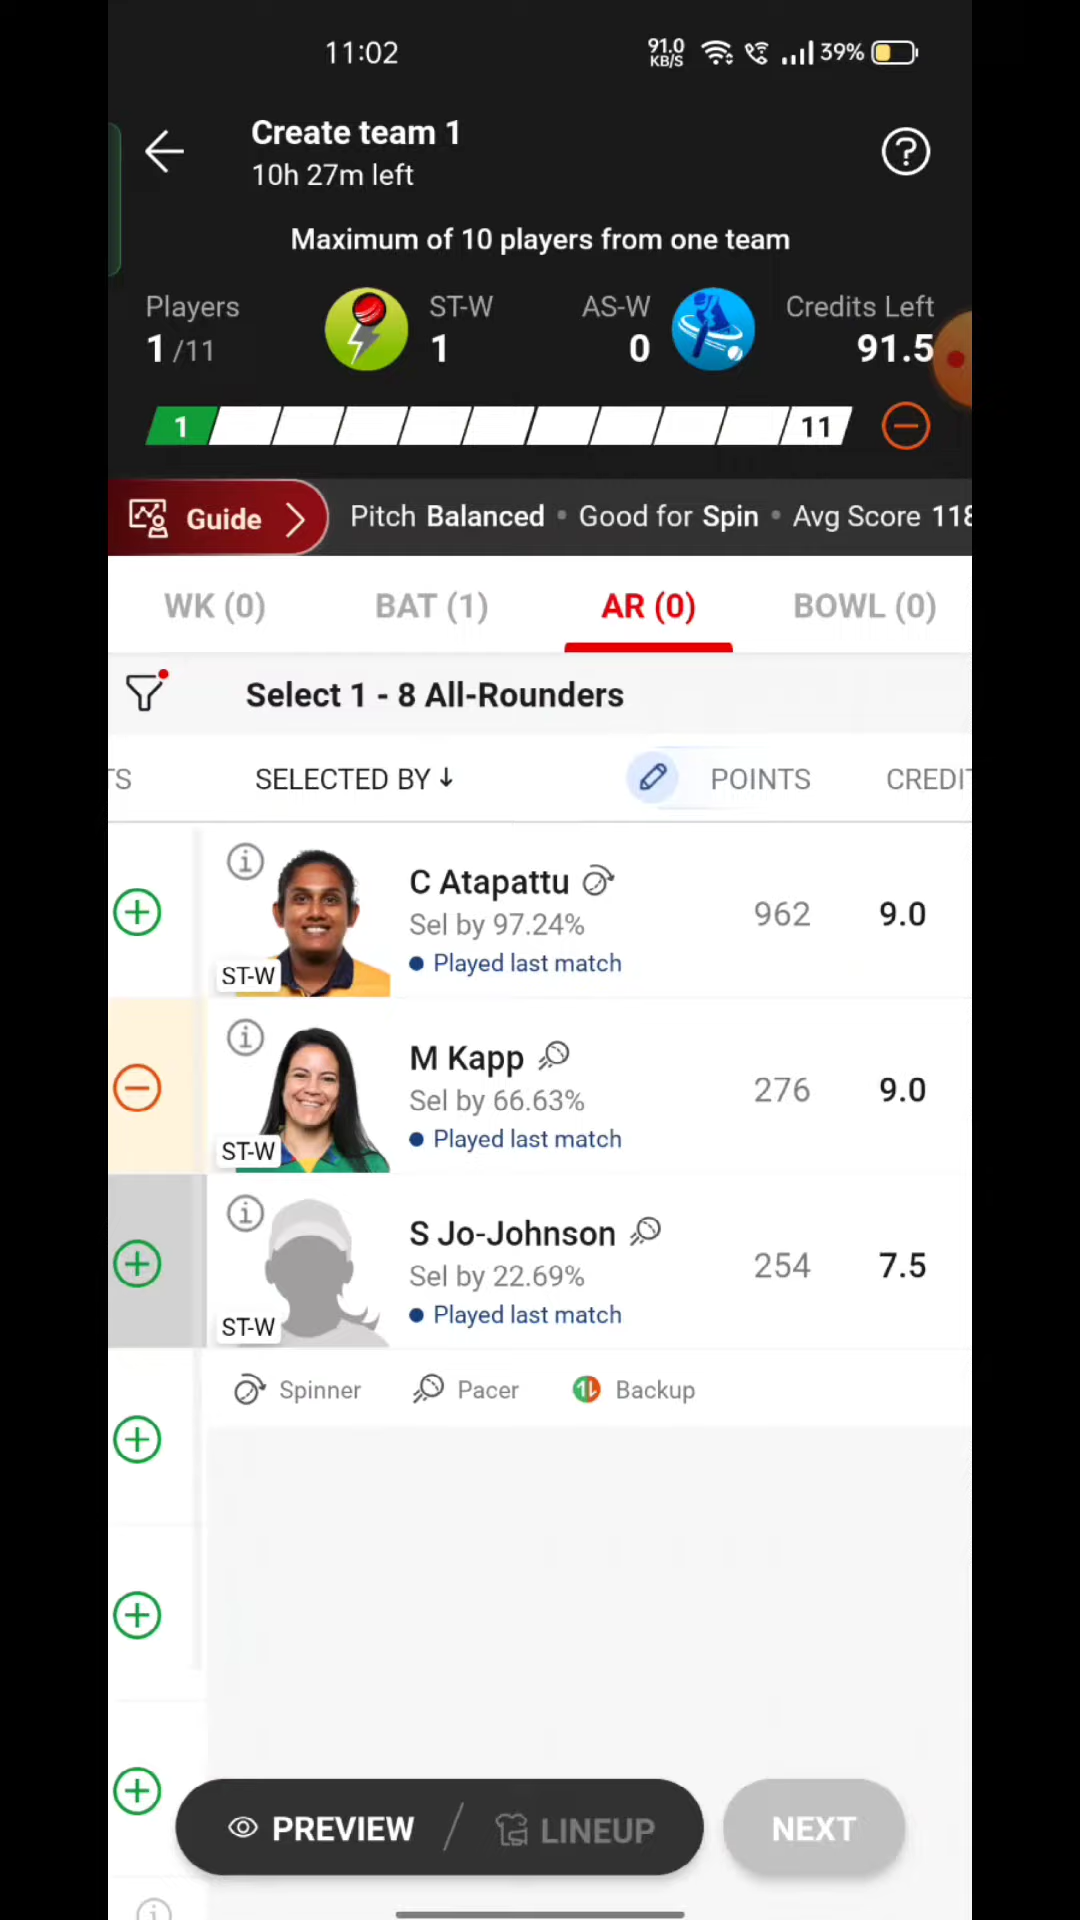 11:02
91.0 KB/S
39%
Create team 1
10h 27m left
Maximum of 10 players from one team
Players
1 /11
ST-W
1
AS-W
0
Credits Left
91.5
1
11
Guide
Pitch Balanced • Good for Spin • Avg Score 118
WK (0)
BAT (1)
AR (0)
BOWL (0)
Select 1 - 8 All-Rounders
TS
SELECTED BY ↓
POINTS
CREDIT
C Atapattu
Sel by 97.24%
Played last match
ST-W
962
9.0
M Kapp
Sel by 66.63%
Played last match
ST-W
276
9.0
S Jo-Johnson
Sel by 22.69%
Played last match
ST-W
254
7.5
Spinner
Pacer
Backup
PREVIEW / LINEUP
NEXT